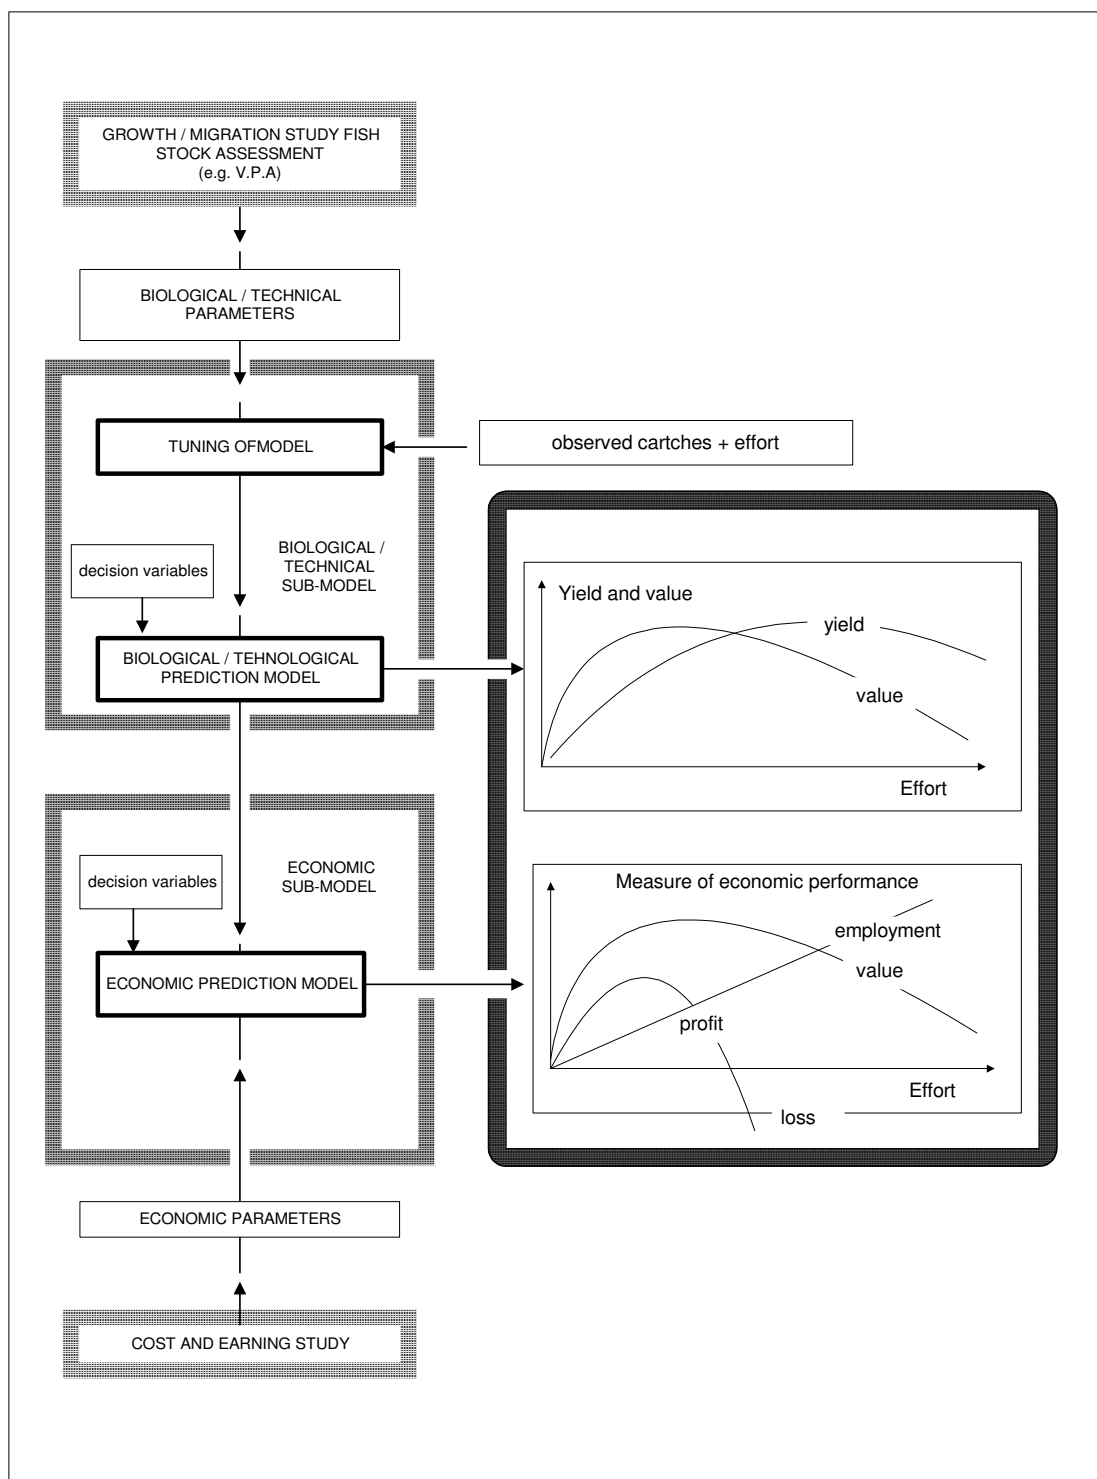 GROWTH / MIGRATION STUDY FISH
STOCK ASSESSMENT
(e.g. V.P.A)
BIOLOGICAL / TECHNICAL
PARAMETERS
TUNING OFMODEL
observed cartches + effort
BIOLOGICAL /
TECHNICAL
SUB-MODEL
decision variables
BIOLOGICAL / TEHNOLOGICAL
PREDICTION MODEL
Yield and value
yield
value
Effort
ECONOMIC
SUB-MODEL
decision variables
ECONOMIC PREDICTION MODEL
Measure of economic performance
employment
value
profit
Effort
loss
ECONOMIC PARAMETERS
COST AND EARNING STUDY